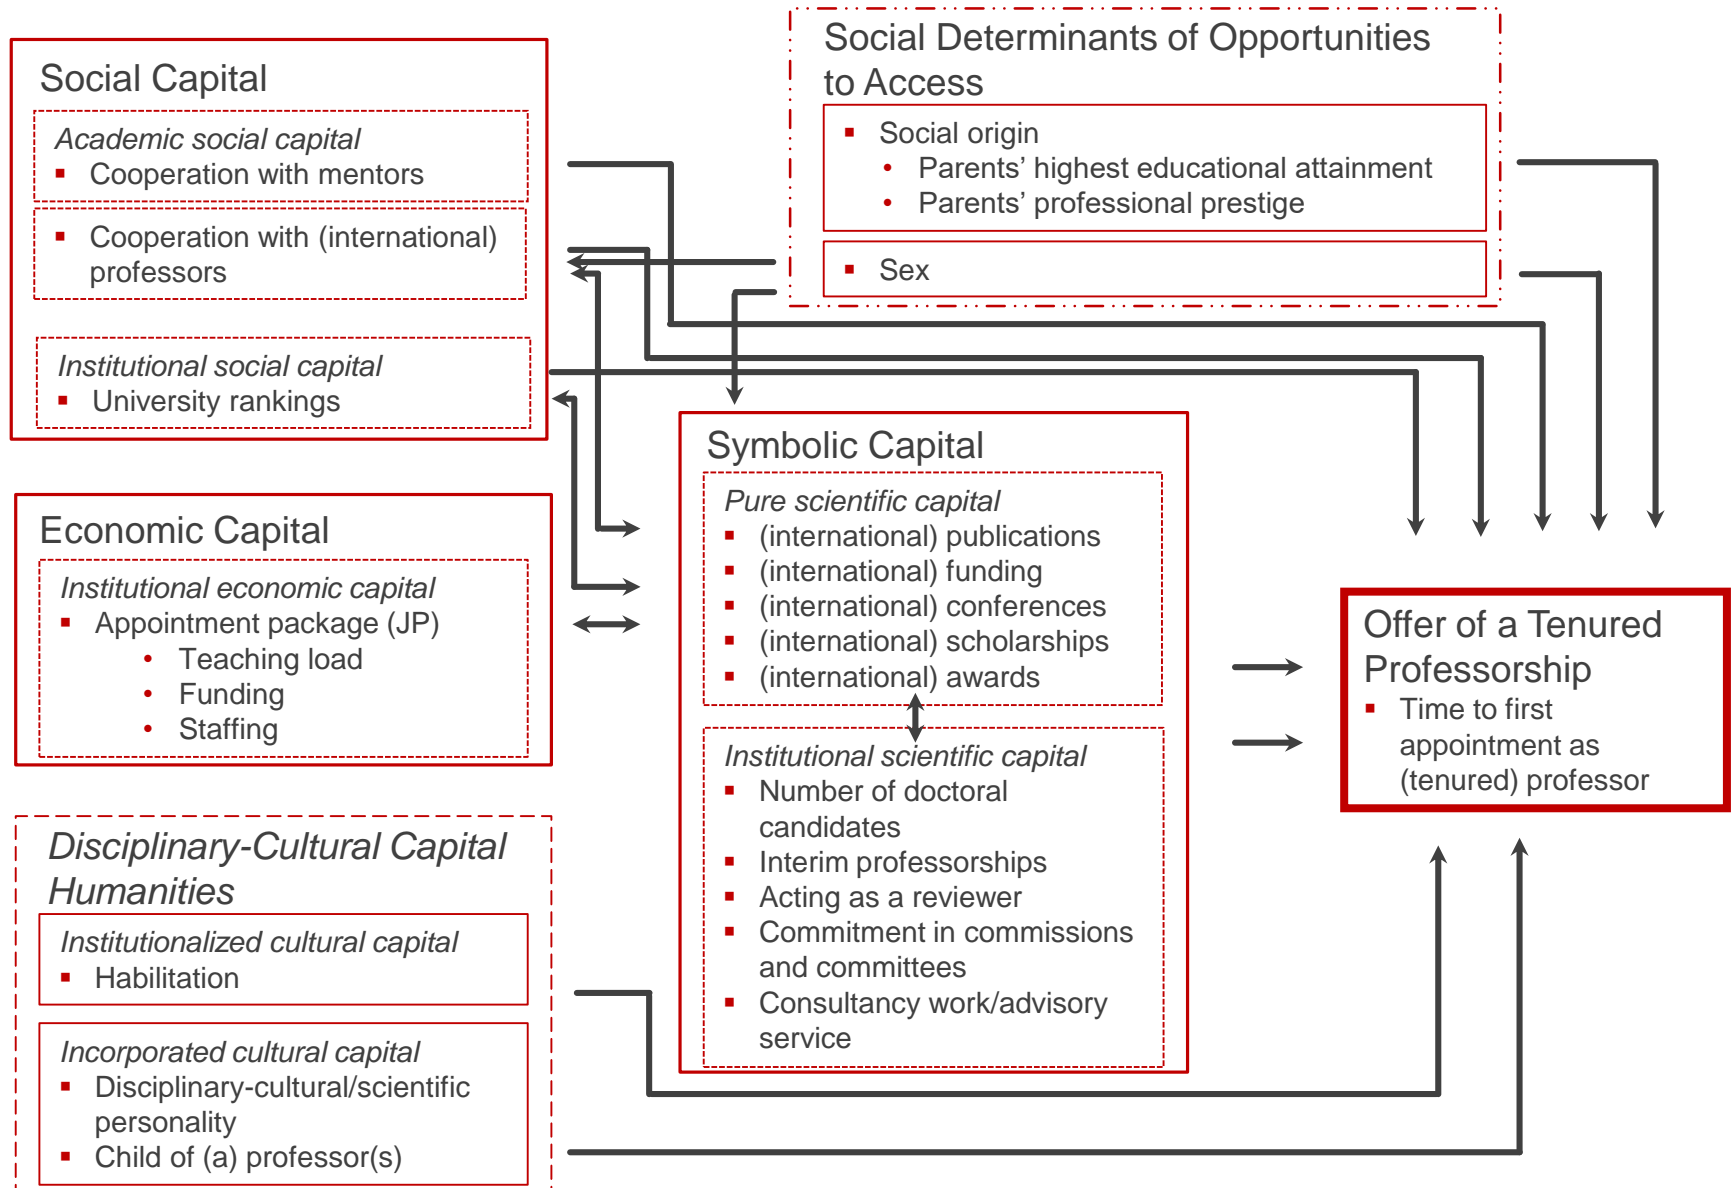 Social Capital
Academic social capital
Cooperation with mentors
Cooperation with (international)
professors
Institutional social capital
University rankings
Social Determinants of Opportunities
to Access
Social origin
Parents’ highest educational attainment
Parents’ professional prestige
Sex
Economic Capital
Institutional economic capital
Appointment package (JP)
Teaching load
Funding
Staffing
Symbolic Capital
Pure scientific capital
(international) publications
(international) funding
(international) conferences
(international) scholarships
(international) awards
Institutional scientific capital
Number of doctoral
candidates
Interim professorships
Acting as a reviewer
Commitment in commissions
and committees
Consultancy work/advisory
service
Offer of a Tenured
Professorship
Time to first
appointment as
(tenured) professor
Disciplinary-Cultural Capital
Humanities
Institutionalized cultural capital
Habilitation
Incorporated cultural capital
Disciplinary-cultural/scientific
personality
Child of (a) professor(s)